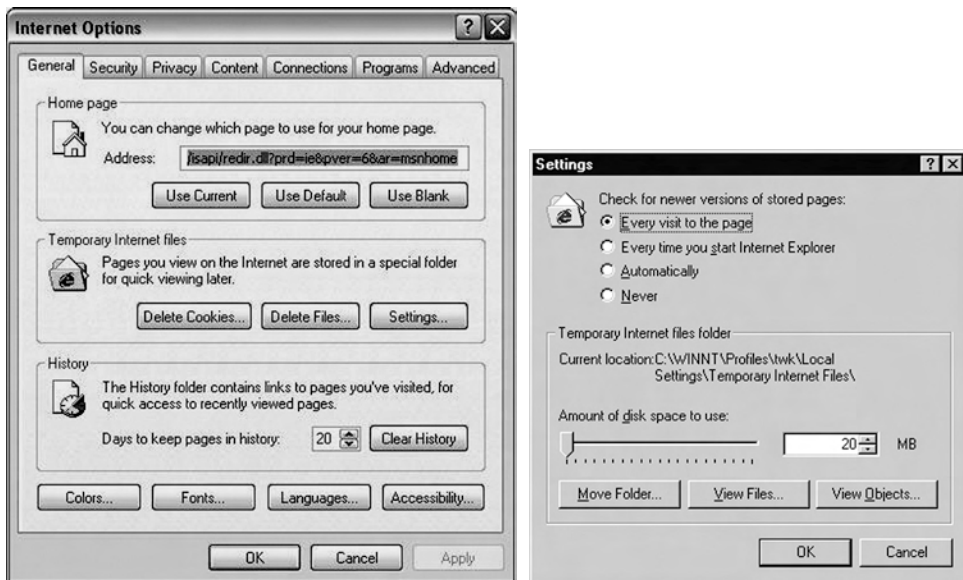 Internet Options
General Security Privacy Content Connections Programs Advanced
Home page
You can change which page to use for your home page.
Address: /isapi/redir.dll?prd=ie&pver=6&ar=msnhome
Use Current Use Default Use Blank
Temporary Internet files
Pages you view on the Internet are stored in a special folder
for quick viewing later.
Delete Cookies... Delete Files... Settings...
History
The History folder contains links to pages you've visited, for
quick access to recently viewed pages.
Days to keep pages in history: 20 Clear History
Colors... Fonts... Languages... Accessibility...
OK Cancel Apply
Settings
Check for newer versions of stored pages:
Every visit to the page
Every time you start Internet Explorer
Automatically
Never
Temporary Internet files folder
Current location:C:\WINNT\Profiles\twk\Local
Settings\Temporary Internet Files\
Amount of disk space to use:
20 MB
Move Folder... View Files... View Objects...
OK Cancel